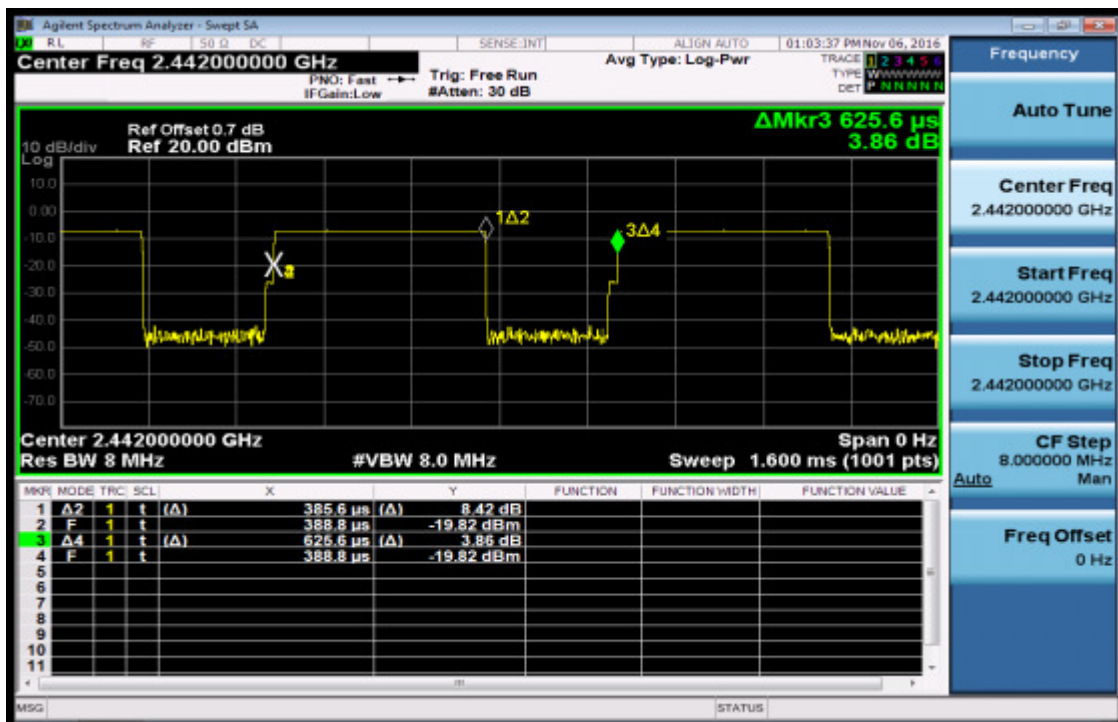 Agilent Spectrum Analyzer - Swept SA
RL RF 50 Ω DC SENSE:INT ALIGN AUTO 01:03:37 PM Nov 06, 2016
Center Freq 2.442000000 GHz
PNO: Fast
IFGain:Low
Trig: Free Run
#Atten: 30 dB
Avg Type: Log-Pwr
TRACE 1 2 3 4 5 6
TYPE WWWWWW
DET P N N N N N
ΔMkr3 625.6 µs
3.86 dB
Ref Offset 0.7 dB
10 dB/div Ref 20.00 dBm
Log
10.0
0.00
-10.0
-20.0
-30.0
-40.0
-50.0
-60.0
-70.0
1Δ2
3Δ4
X
Center 2.442000000 GHz Span 0 Hz
Res BW 8 MHz #VBW 8.0 MHz Sweep 1.600 ms (1001 pts)
MKR MODE TRC SCL X Y FUNCTION FUNCTION WIDTH FUNCTION VALUE
1 Δ2 1 t (Δ) 385.6 µs (Δ) 8.42 dB
2 F 1 t 388.8 µs -19.82 dBm
3 Δ4 1 t (Δ) 625.6 µs (Δ) 3.86 dB
4 F 1 t 388.8 µs -19.82 dBm
5
6
7
8
9
10
11
MSG STATUS
Frequency
Auto Tune
Center Freq
2.442000000 GHz
Start Freq
2.442000000 GHz
Stop Freq
2.442000000 GHz
CF Step
8.000000 MHz
Auto Man
Freq Offset
0 Hz